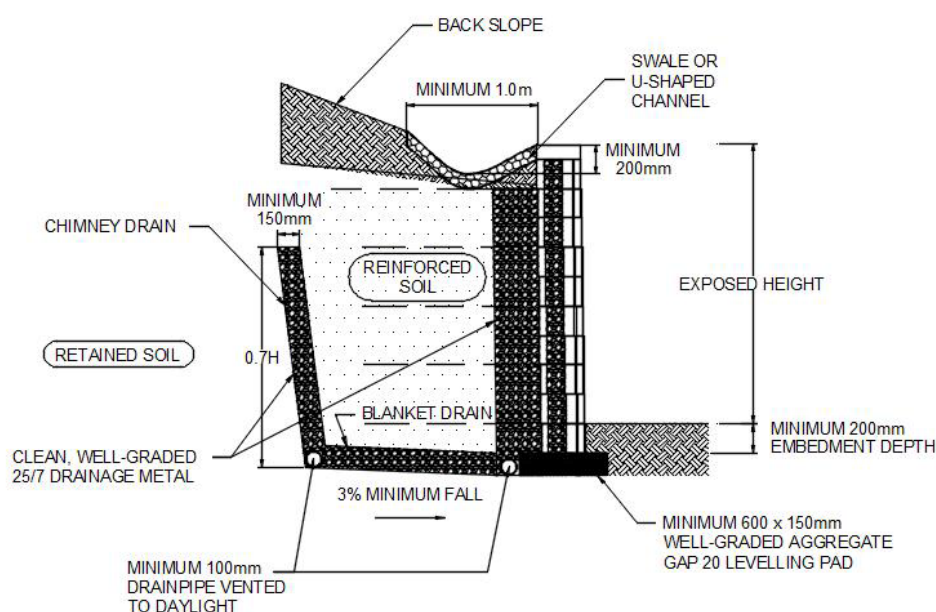 BACK SLOPE
SWALE OR
U-SHAPED
CHANNEL
MINIMUM 1.0m
MINIMUM
200mm
MINIMUM
150mm
CHIMNEY DRAIN
REINFORCED
SOIL
EXPOSED HEIGHT
RETAINED SOIL
0.7H
BLANKET DRAIN
MINIMUM 200mm
EMBEDMENT DEPTH
CLEAN, WELL-GRADED
25/7 DRAINAGE METAL
3% MINIMUM FALL
MINIMUM 600 x 150mm
WELL-GRADED AGGREGATE
GAP 20 LEVELLING PAD
MINIMUM 100mm
DRAINPIPE VENTED
TO DAYLIGHT